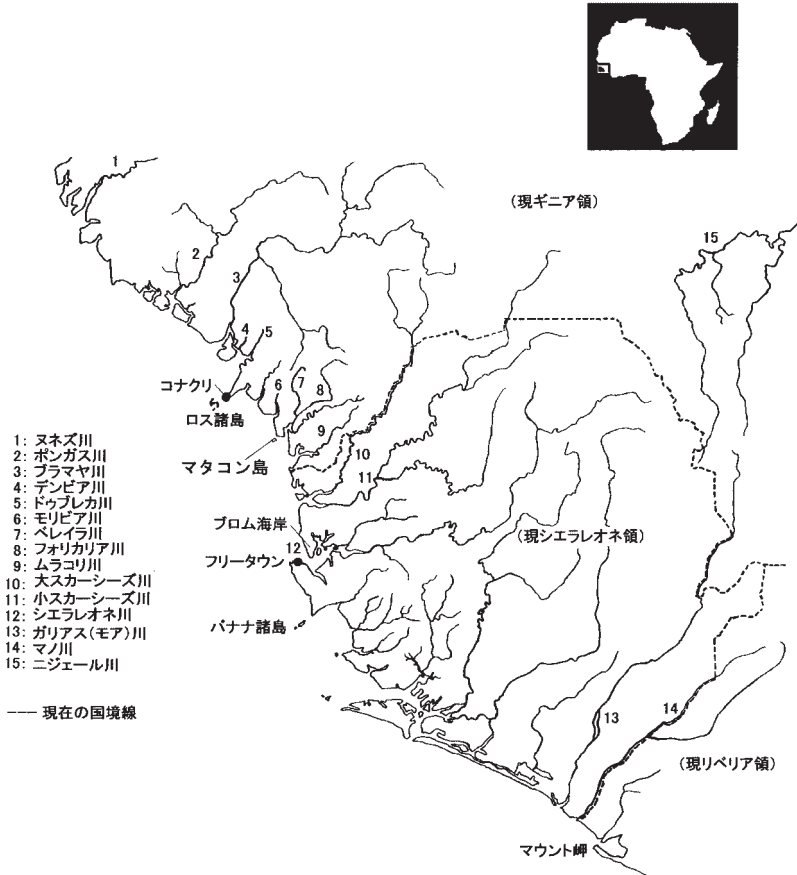 1
(現ギニア領)
15
2
3
4
5
コナクリ
6
7
8
ロス諸島
9
マタコン島
10
11
1: ヌネズ川
2: ポンガス川
3: ブラマヤ川
4: デンビア川
5: ドゥブレカ川
6: モリビア川
7: ベレイラ川
8: フォリカリア川
9: ムラコリ川
10: 大スカーシーズ川
11: 小スカーシーズ川
12: シエラレオネ川
13: ガリアス(モア)川
14: マノ川
15: ニジェール川
--- 現在の国境線
ブロム海岸
(現シエラレオネ領)
12
フリータウン
バナナ諸島
13
14
(現リベリア領)
マウント岬